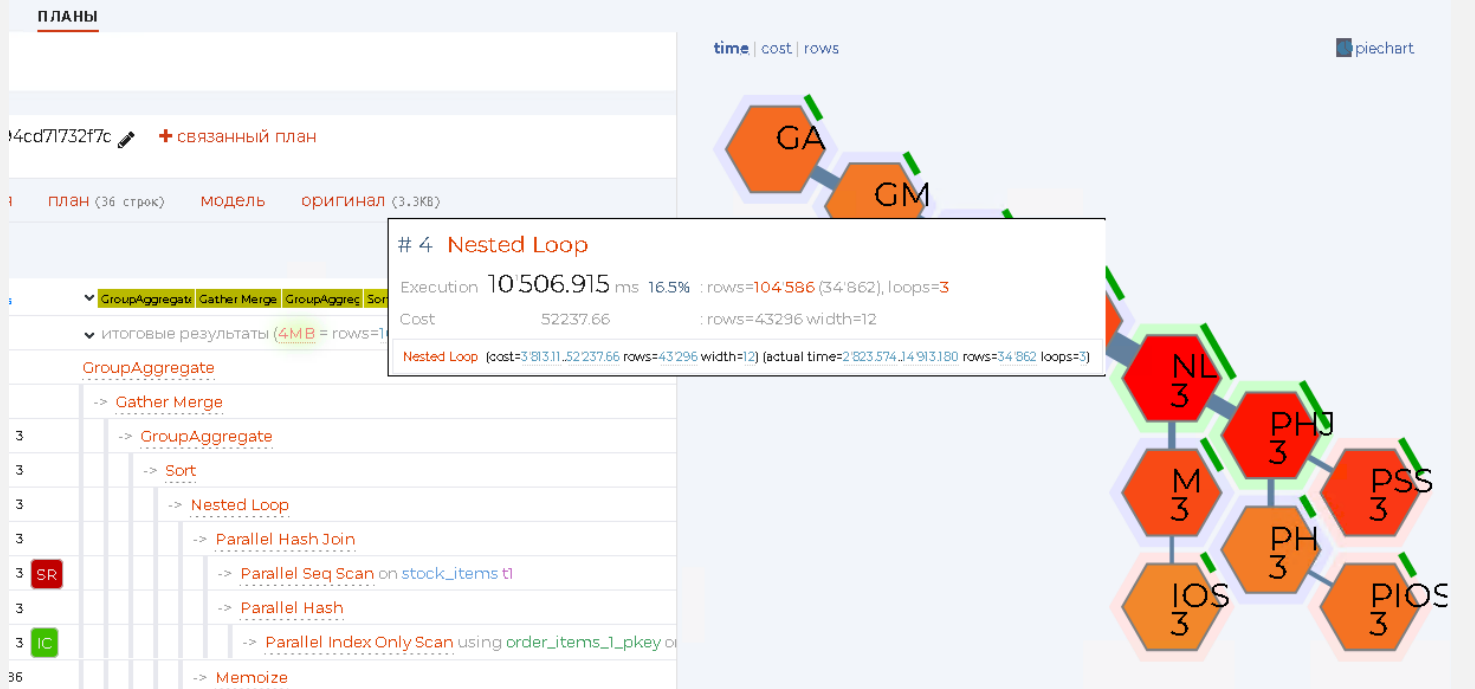 ПЛАНЫ
time | cost | rows
piechart
94cd71732f7c
+ связанный план
план (36 строк) модель оригинал (3.3KB)
GroupAggregate Gather Merge GroupAggreg Sor
итоговые результаты (4MB = rows=1
GroupAggregate
-> Gather Merge
3 -> GroupAggregate
3 -> Sort
3 -> Nested Loop
3 -> Parallel Hash Join
3 SR -> Parallel Seq Scan on stock_items t1
3 -> Parallel Hash
3 IC -> Parallel Index Only Scan using order_items_1_pkey
86 -> Memoize
# 4 Nested Loop
Execution 10'506.915 ms 16.5% : rows=104'586 (34'862), loops=3
Cost 52237.66 : rows=43296 width=12
Nested Loop (cost=3'813.11..52'237.66 rows=43'296 width=12) (actual time=2'823.574..14'913.180 rows=34'862 loops=3)
GA
GM
NL
3
PHJ
3
M
3
PSS
3
PH
3
IOS
3
PIOS
3